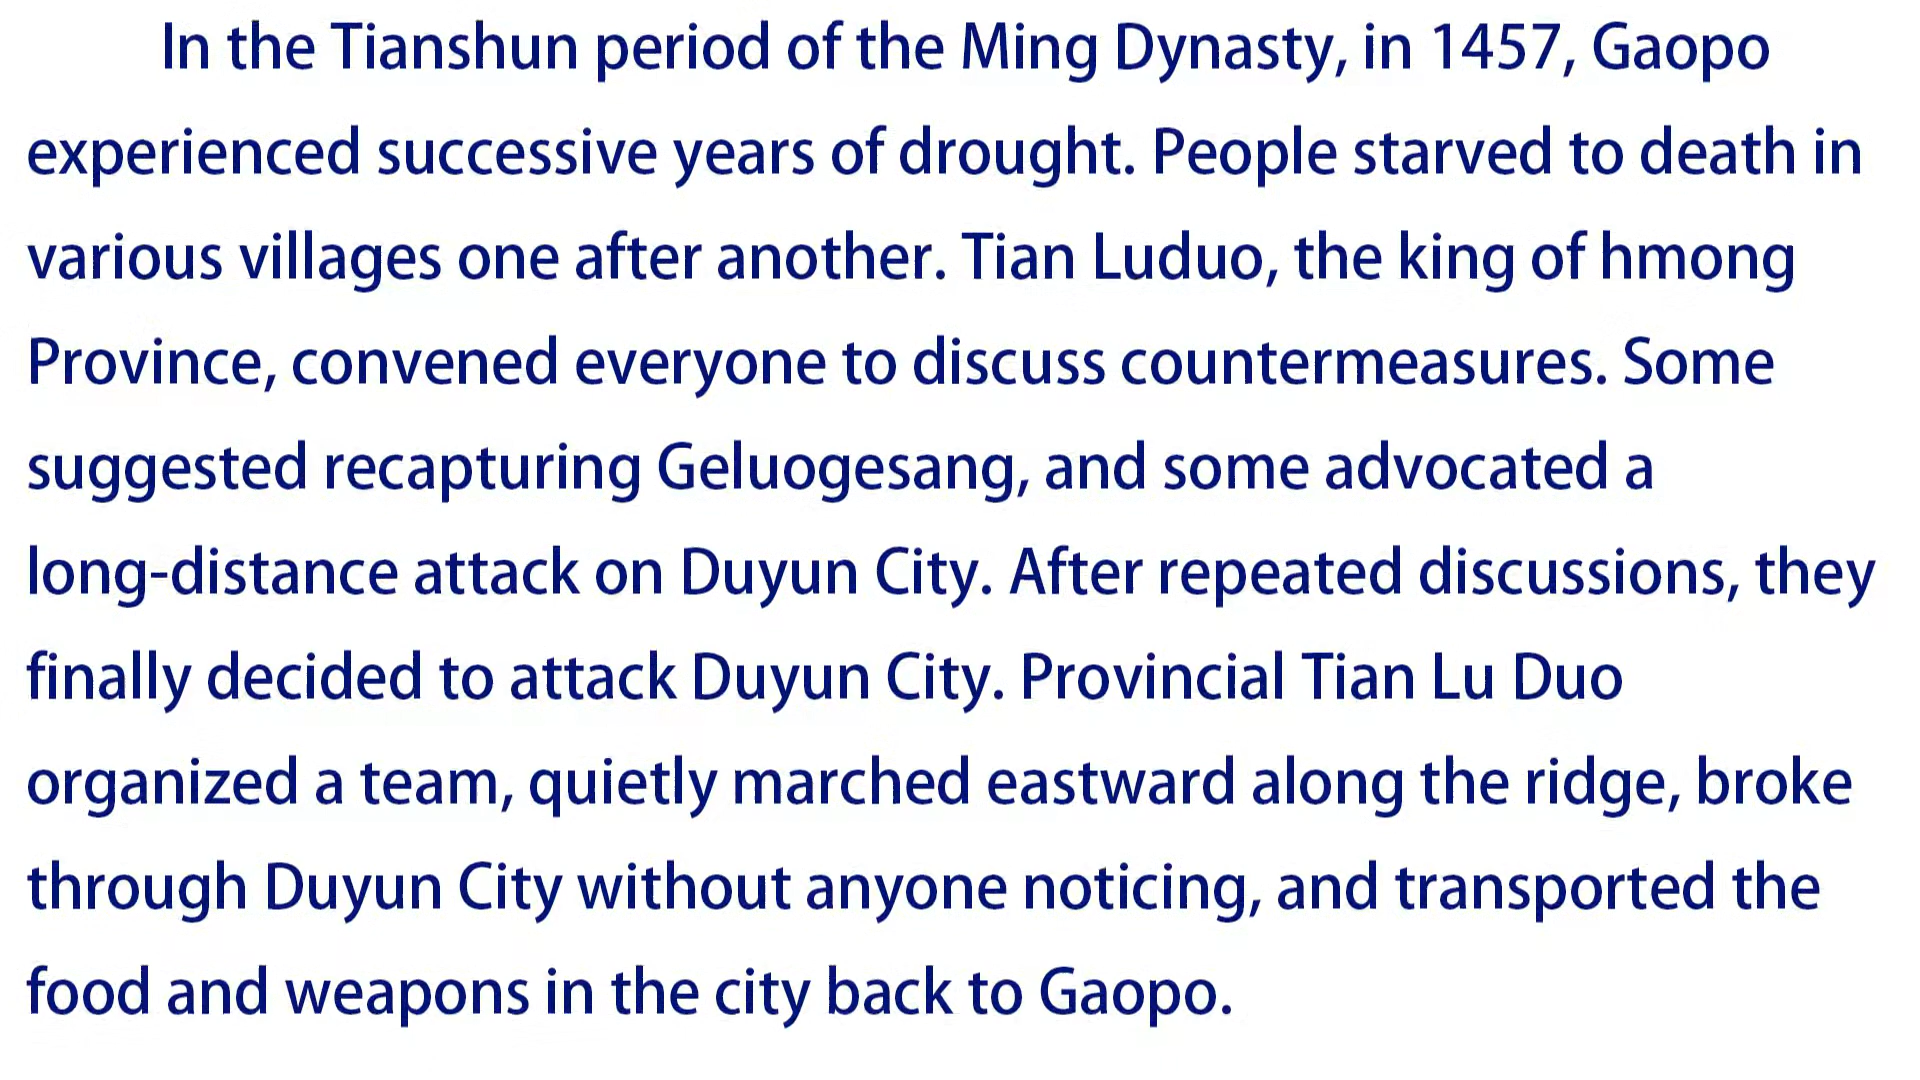 In the Tianshun period of the Ming Dynasty, in 1457, Gaopo
experienced successive years of drought. People starved to death in
various villages one after another. Tian Luduo, the king of hmong
Province, convened everyone to discuss countermeasures. Some
suggested recapturing Geluogesang, and some advocated a
long-distance attack on Duyun City. After repeated discussions, they
finally decided to attack Duyun City. Provincial Tian Lu Duo
organized a team, quietly marched eastward along the ridge, broke
through Duyun City without anyone noticing, and transported the
food and weapons in the city back to Gaopo.